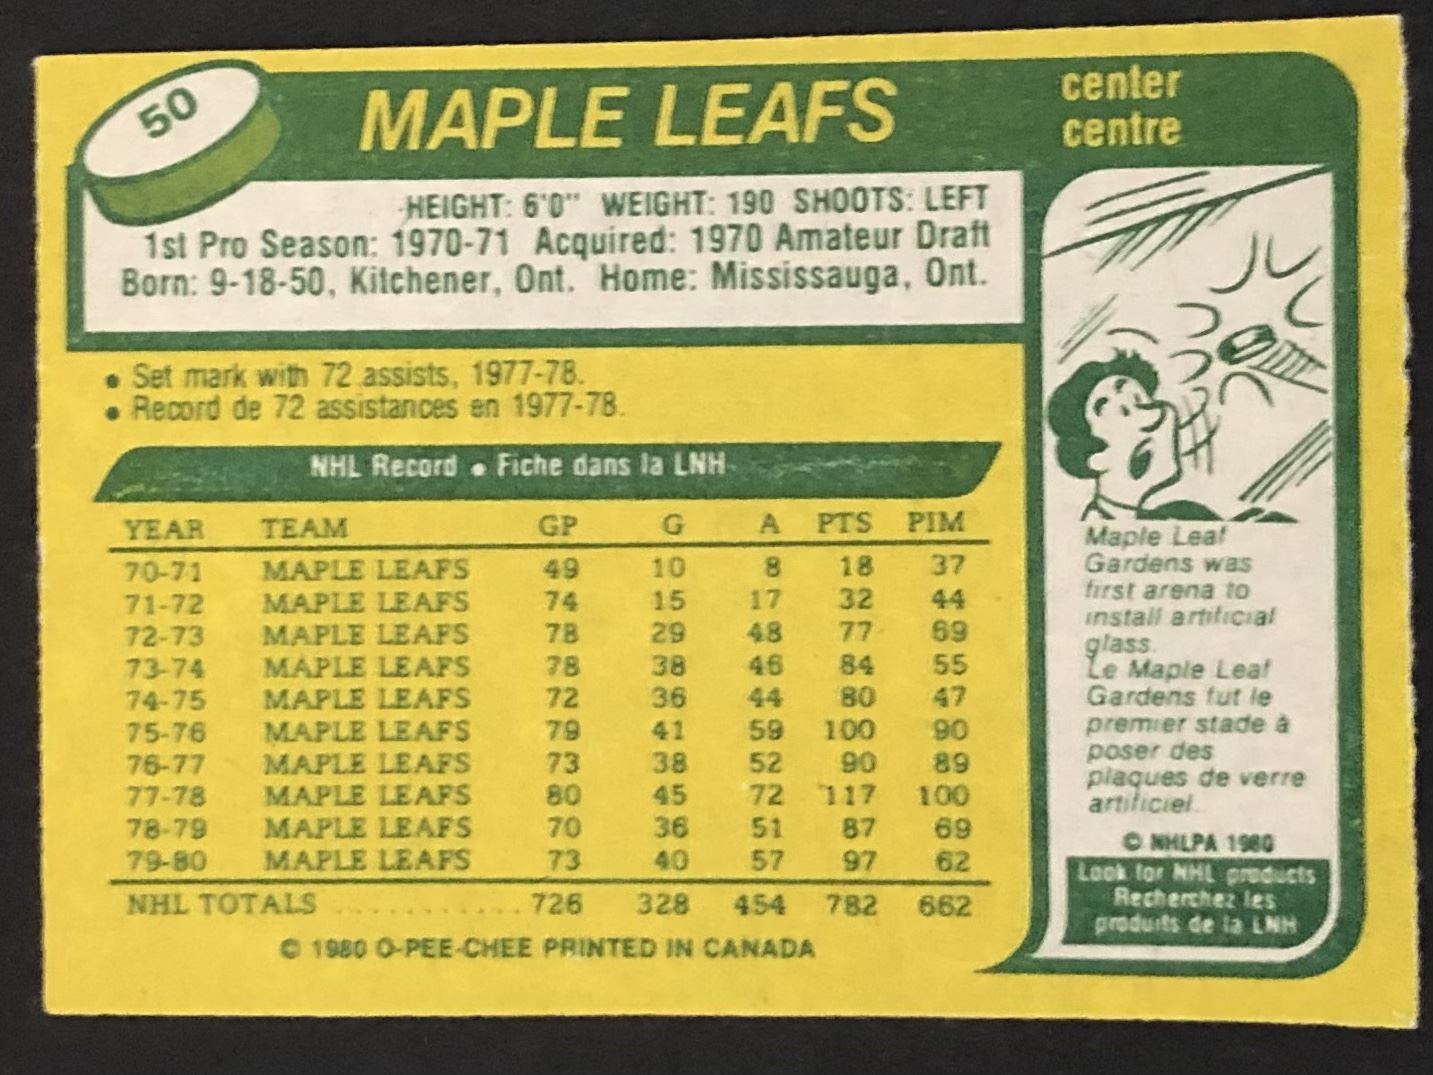 50
MAPLE LEAFS
center
centre
HEIGHT: 6'0" WEIGHT: 190 SHOOTS: LEFT
1st Pro Season: 1970-71 Acquired: 1970 Amateur Draft
Born: 9-18-50, Kitchener, Ont. Home: Mississauga, Ont.
• Set mark with 72 assists, 1977-78.
• Record de 72 assistances en 1977-78.
NHL Record • Fiche dans la LNH
YEAR TEAM GP G A PTS PIM
70-71 MAPLE LEAFS 49 10 8 18 37
71-72 MAPLE LEAFS 74 15 17 32 44
72-73 MAPLE LEAFS 78 29 48 77 69
73-74 MAPLE LEAFS 78 38 46 84 55
74-75 MAPLE LEAFS 72 36 44 80 47
75-76 MAPLE LEAFS 79 41 59 100 90
76-77 MAPLE LEAFS 73 38 52 90 89
77-78 MAPLE LEAFS 80 45 72 117 100
78-79 MAPLE LEAFS 70 36 51 87 69
79-80 MAPLE LEAFS 73 40 57 97 62
NHL TOTALS ............ 726 328 454 782 662
© 1980 O-PEE-CHEE PRINTED IN CANADA
Maple Leaf
Gardens was
first arena to
install artificial
glass.
Le Maple Leaf
Gardens fut le
premier stade à
poser des
plaques de verre
artificiel.
© NHLPA 1980
Look for NHL products
Recherchez les
produits de la LNH